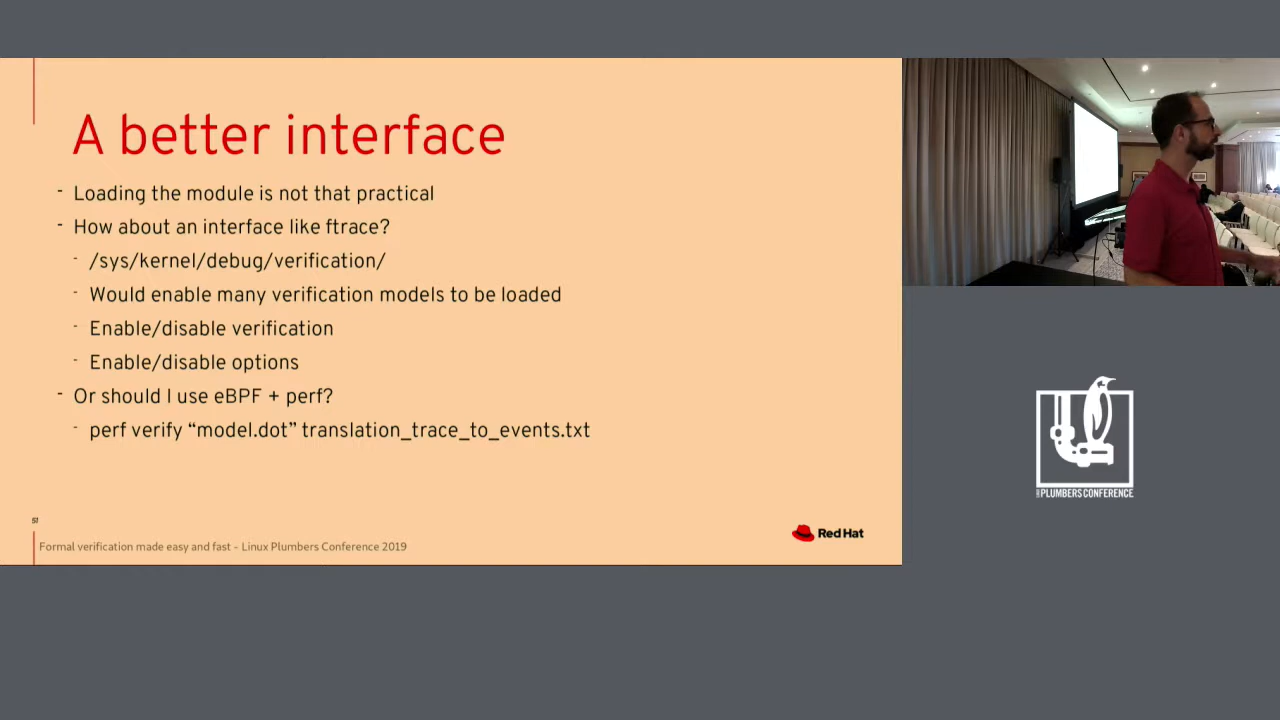 A better interface
- Loading the module is not that practical
- How about an interface like ftrace?
- /sys/kernel/debug/verification/
- Would enable many verification models to be loaded
- Enable/disable verification
- Enable/disable options
- Or should I use eBPF + perf?
- perf verify “model.dot” translation_trace_to_events.txt
57
Formal verification made easy and fast - Linux Plumbers Conference 2019
Red Hat
PLUMBERS CONFERENCE